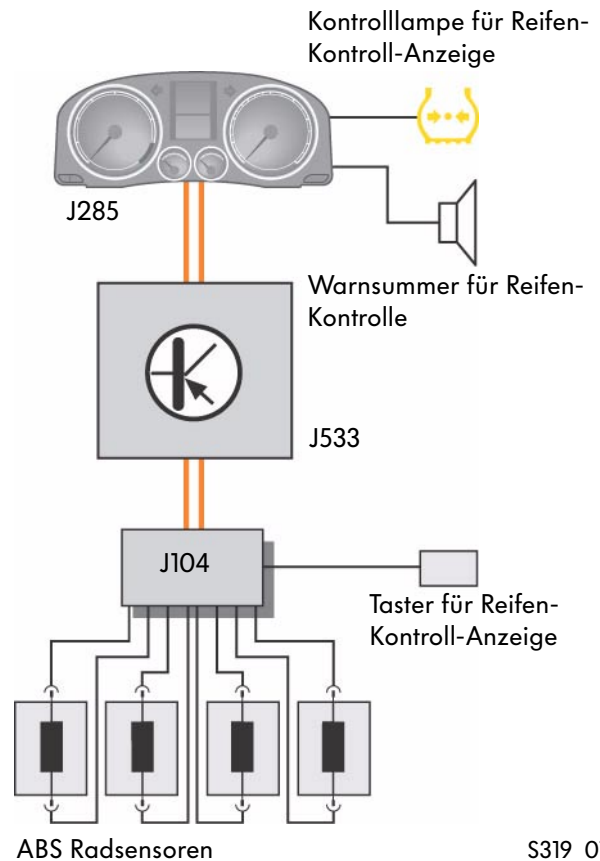 Kontrolllampe für Reifen-
Kontroll-Anzeige
J285
Warnsummer für Reifen-
Kontrolle
J533
J104
Taster für Reifen-
Kontroll-Anzeige
ABS Radsensoren
S319_0